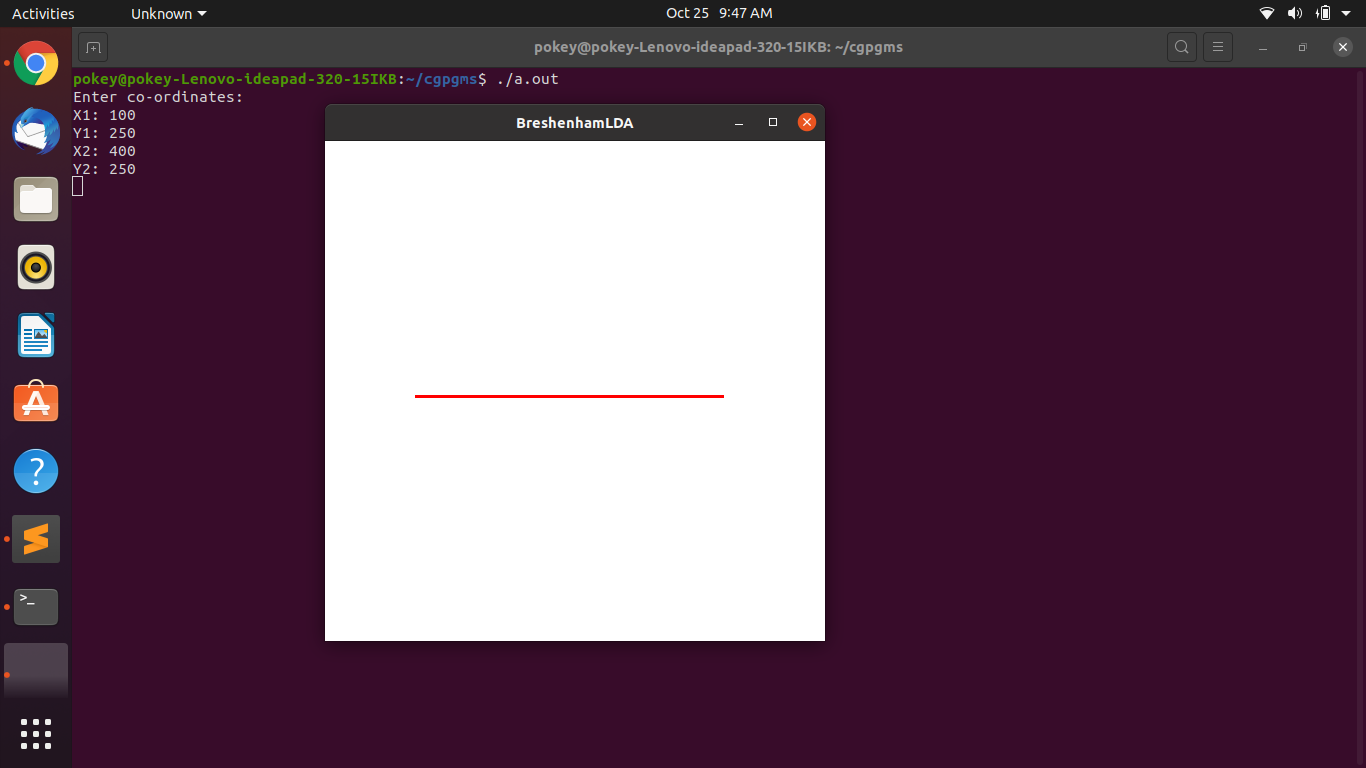 Activities
Unknown
Oct 25 9:47 AM
pokey@pokey-Lenovo-ideapad-320-15IKB: ~/cgpgms
pokey@pokey-Lenovo-ideapad-320-15IKB:~/cgpgms$ ./a.out
Enter co-ordinates:
X1: 100
Y1: 250
X2: 400
Y2: 250
BreshenhamLDA